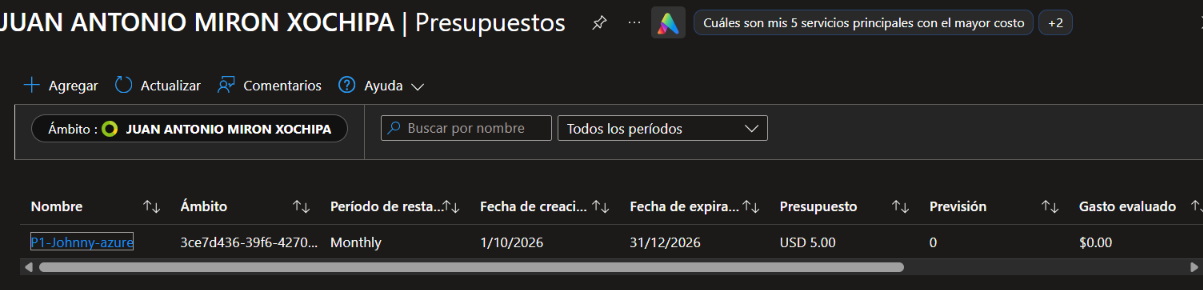 JUAN ANTONIO MIRON XOCHIPA | Presupuestos ... Cuáles son mis 5 servicios principales con el mayor costo +2
Agregar Actualizar Comentarios Ayuda
Ámbito : JUAN ANTONIO MIRON XOCHIPA Buscar por nombre Todos los períodos
Nombre Ámbito Período de resta... Fecha de creaci... Fecha de expira... Presupuesto Previsión Gasto evaluado
P1-Johnny-azure 3ce7d436-39f6-4270... Monthly 1/10/2026 31/12/2026 USD 5.00 0 $0.00